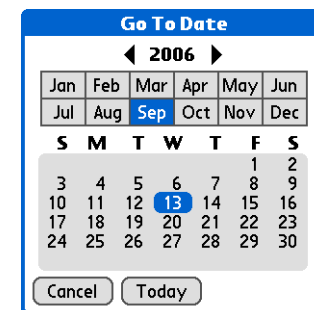 Go To Date
2006
Jan Feb Mar Apr May Jun
Jul Aug Sep Oct Nov Dec
S M T W T F S
1 2
3 4 5 6 7 8 9
10 11 12 13 14 15 16
17 18 19 20 21 22 23
24 25 26 27 28 29 30
Cancel Today